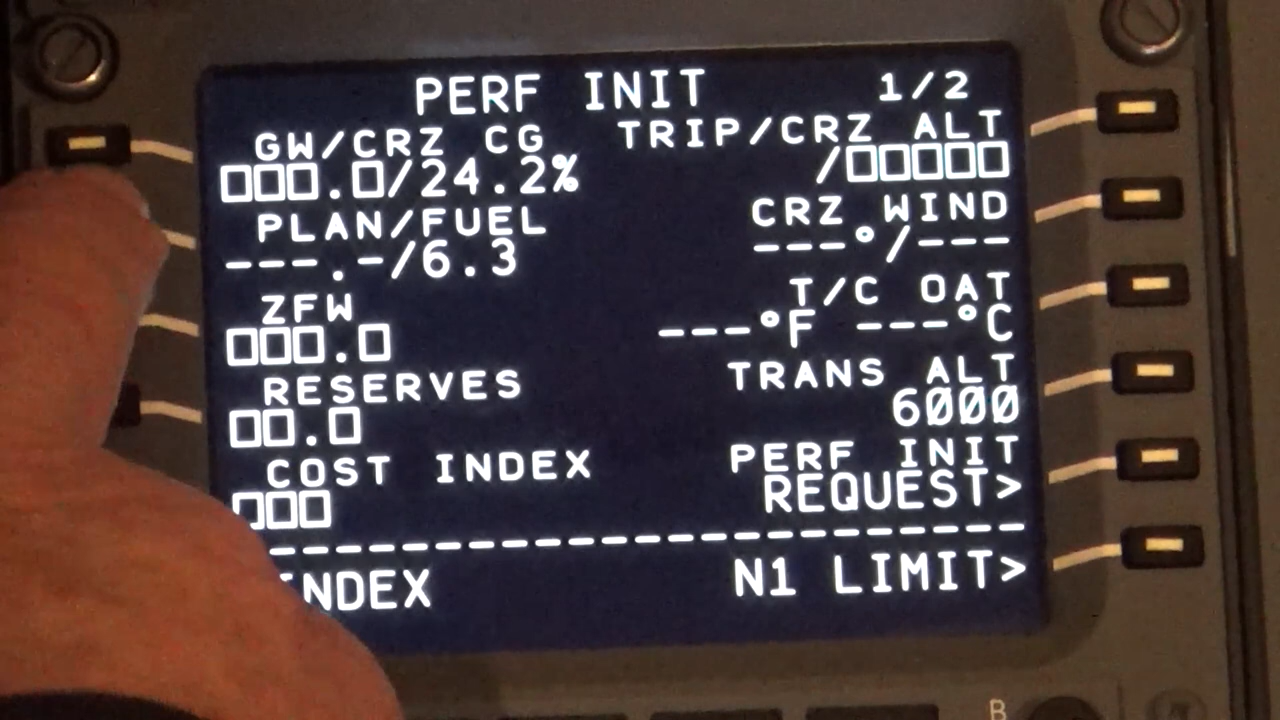 PERF INIT 1/2
GW/CRZ CG TRIP/CRZ ALT
□□□.□/24.2% /□□□□□
PLAN/FUEL CRZ WIND
---.-/6.3 ---°/---
ZFW T/C OAT
□□□.□ ---°F ---°C
RESERVES TRANS ALT
□□.□ 6000
COST INDEX PERF INIT
□□□ REQUEST>
--------------------------------
INDEX N1 LIMIT>
B